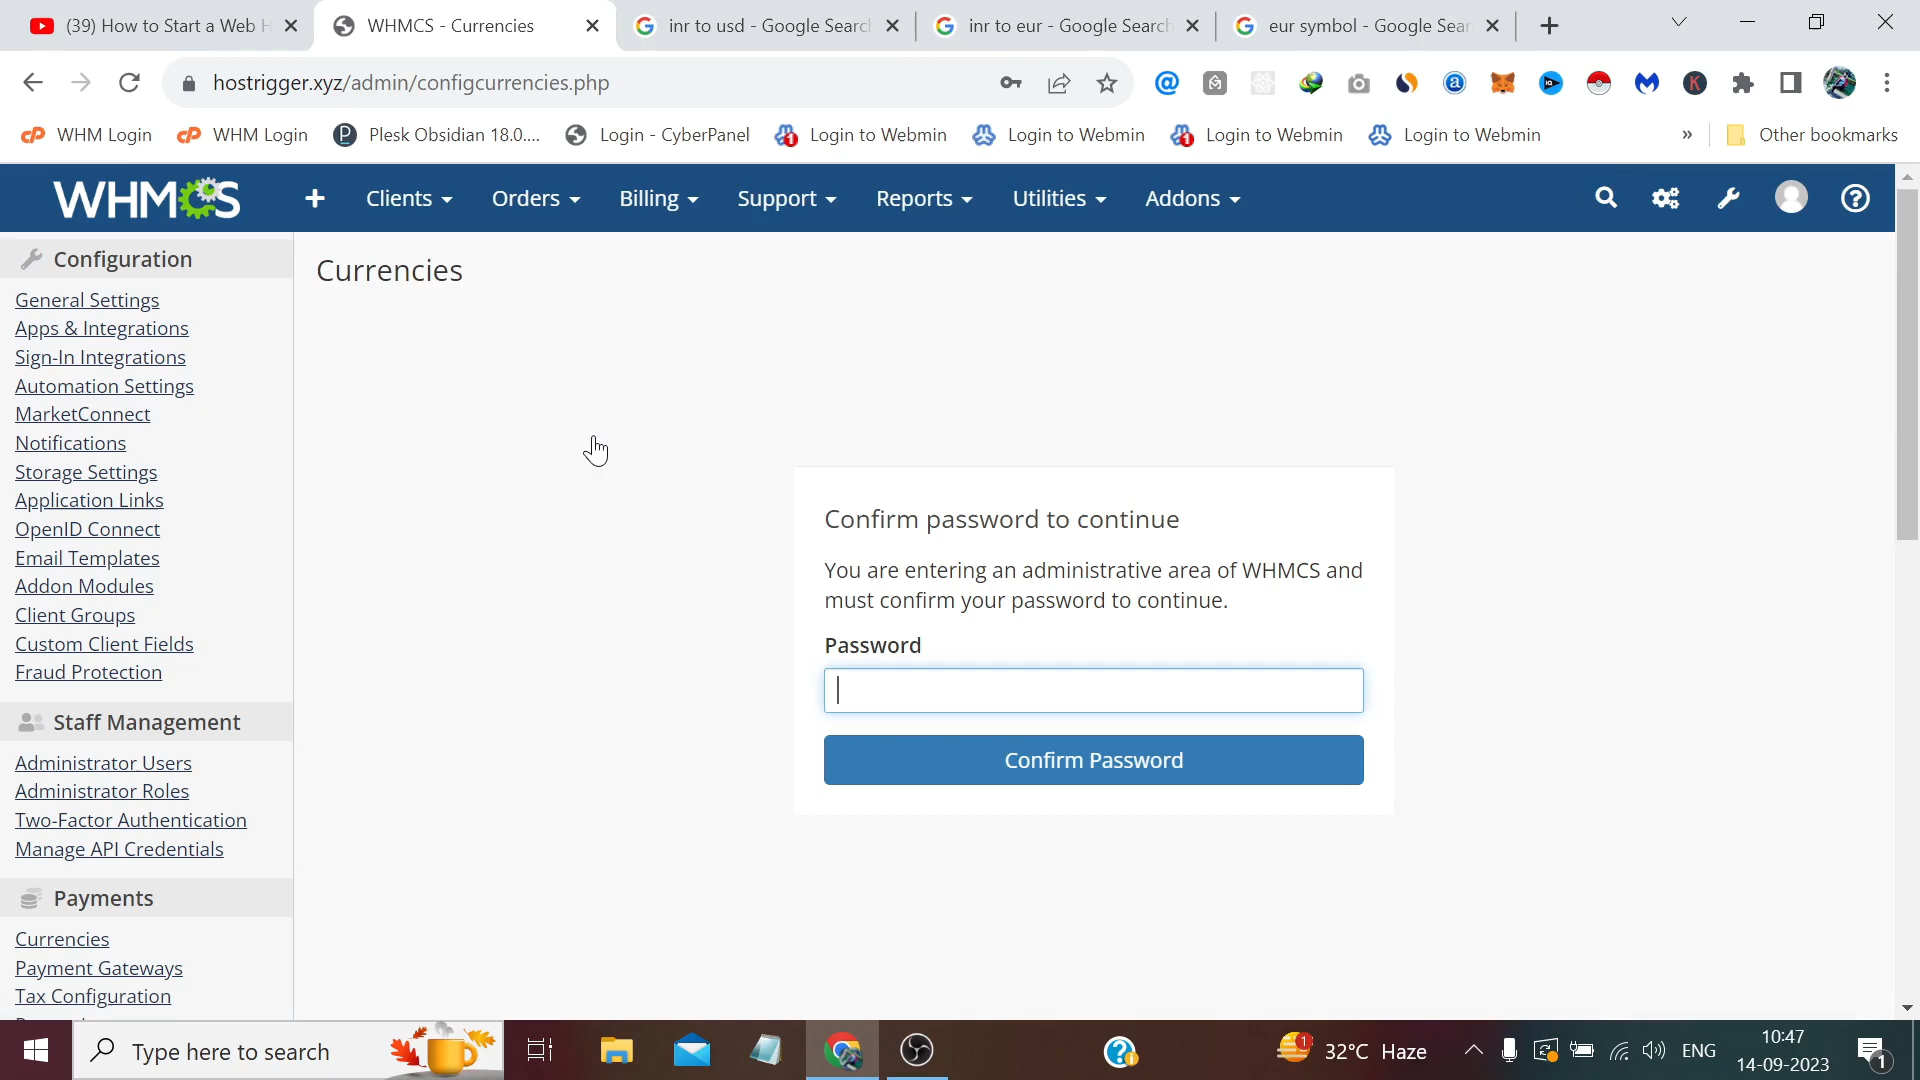 (39) How to Start a Web H
WHMCS - Currencies
inr to usd - Google Search
inr to eur - Google Search
eur symbol - Google Sear
hostrigger.xyz/admin/configcurrencies.php
WHM Login
WHM Login
Plesk Obsidian 18.0....
Login - CyberPanel
Login to Webmin
Login to Webmin
Login to Webmin
Login to Webmin
»
Other bookmarks
WHMCS
Clients
Orders
Billing
Support
Reports
Utilities
Addons
Configuration
General Settings
Apps & Integrations
Sign-In Integrations
Automation Settings
MarketConnect
Notifications
Storage Settings
Application Links
OpenID Connect
Email Templates
Addon Modules
Client Groups
Custom Client Fields
Fraud Protection
Staff Management
Administrator Users
Administrator Roles
Two-Factor Authentication
Manage API Credentials
Payments
Currencies
Payment Gateways
Tax Configuration
Currencies
Confirm password to continue
You are entering an administrative area of WHMCS and
must confirm your password to continue.
Password
Confirm Password
Type here to search
1
32°C Haze
ENG
10:47
14-09-2023
1